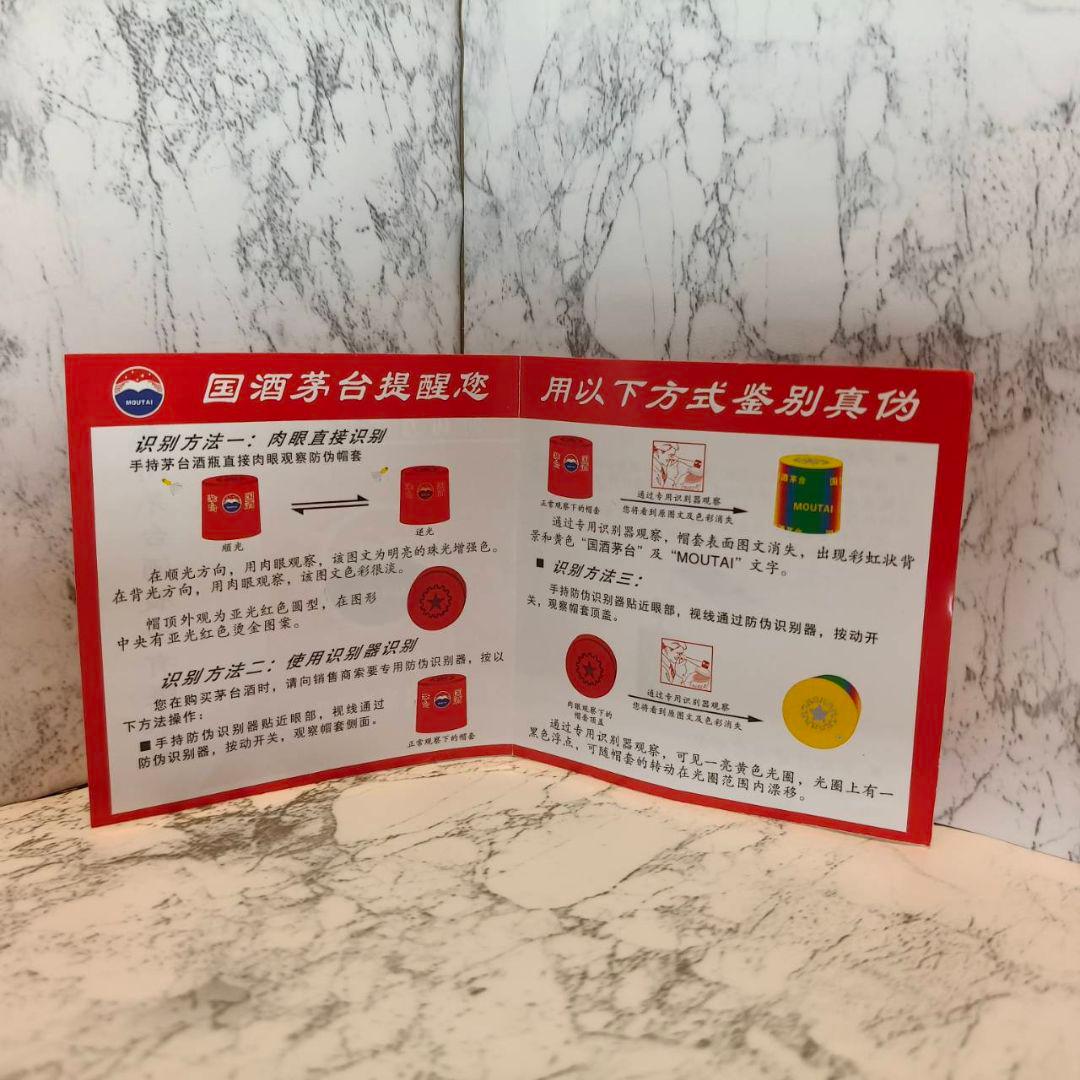 MOUTAI
国酒茅台提醒您
识别方法一：肉眼直接识别
手持茅台酒瓶直接肉眼观察防伪帽套
顺光
逆光
在顺光方向，用肉眼观察，该图文为明亮的珠光增强色。
在背光方向，用肉眼观察，该图文色彩很淡。
帽顶外观为亚光红色圆型，在图形
中央有亚光红色烫金图案。
识别方法二：使用识别器识别
您在购买茅台酒时，请向销售商索要专用防伪识别器，按以
下方法操作：
■手持防伪识别器贴近眼部，视线通过
防伪识别器，按动开关，观察帽套侧面。
正常观察下的帽套
用以下方式鉴别真伪
正常观察下的帽套
通过专用识别器观察
您将看到原图文及色彩消失
国酒茅台
MOUTAI
通过专用识别器观察，帽套表面图文消失，出现彩虹状背
景和黄色“国酒茅台”及“MOUTAI”文字。
■ 识别方法三：
手持防伪识别器贴近眼部，视线通过防伪识别器，按动开
关，观察帽套顶盖。
肉眼观察下的
帽套顶盖
通过专用识别器观察
您将看到原图文及色彩消失
通过专用识别器观察，可见一亮黄色光圈，光圈上有一
黑色浮点，可随帽套的转动在光圈范围内漂移。